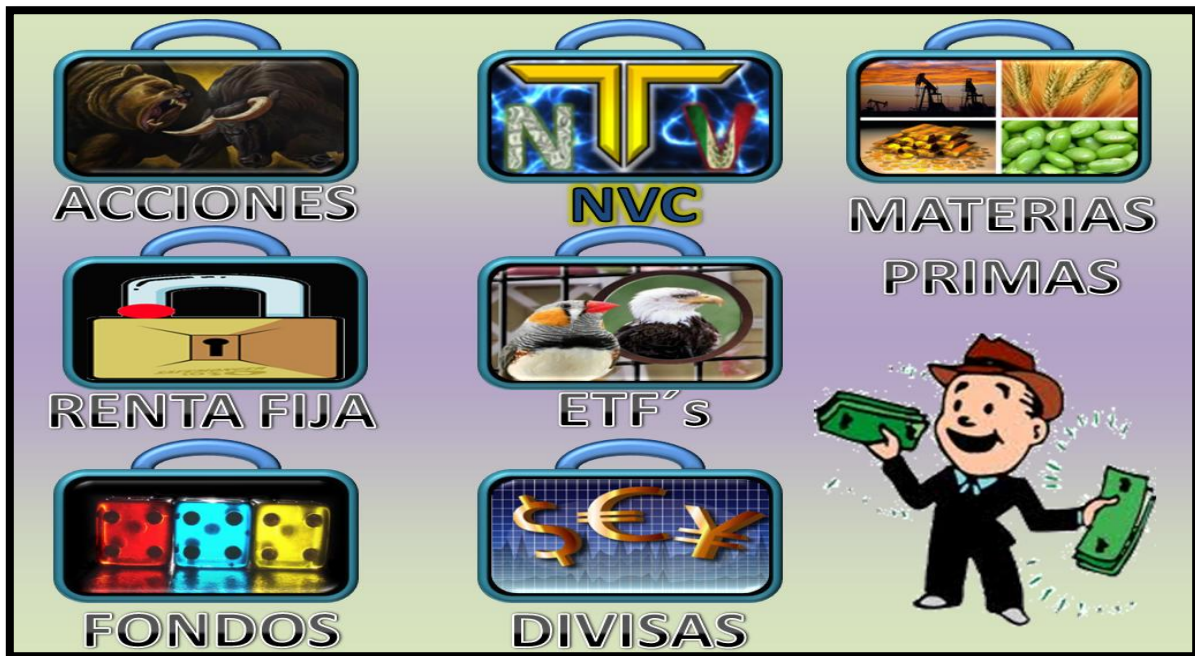 N T V
$ € ¥
ACCIONES
NVC
MATERIAS
PRIMAS
RENTA FIJA
ETF´s
FONDOS
DIVISAS